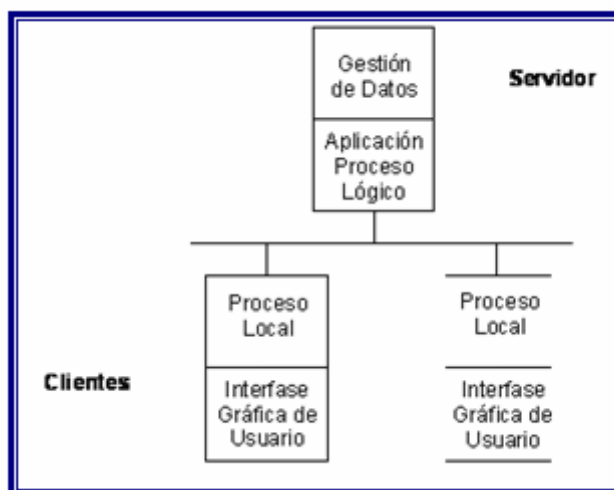 Gestión
de Datos
Servidor
Aplicación
Proceso
Lógico
Proceso
Local
Proceso
Local
Clientes
Interfase
Gráfica de
Usuario
Interfase
Gráfica de
Usuario